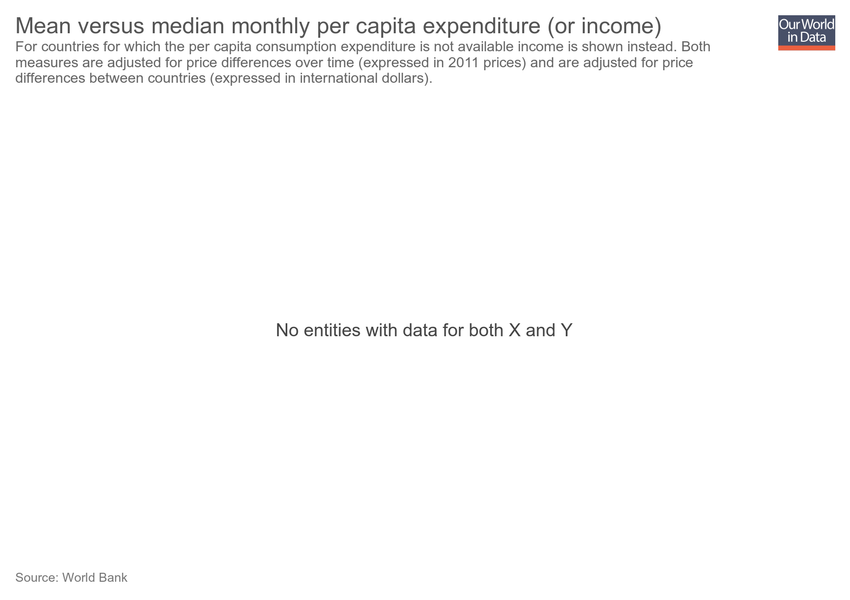 Mean versus median monthly per capita expenditure (or income)
For countries for which the per capita consumption expenditure is not available income is shown instead. Both
measures are adjusted for price differences over time (expressed in 2011 prices) and are adjusted for price
differences between countries (expressed in international dollars).
Our World
in Data
No entities with data for both X and Y
Source: World Bank